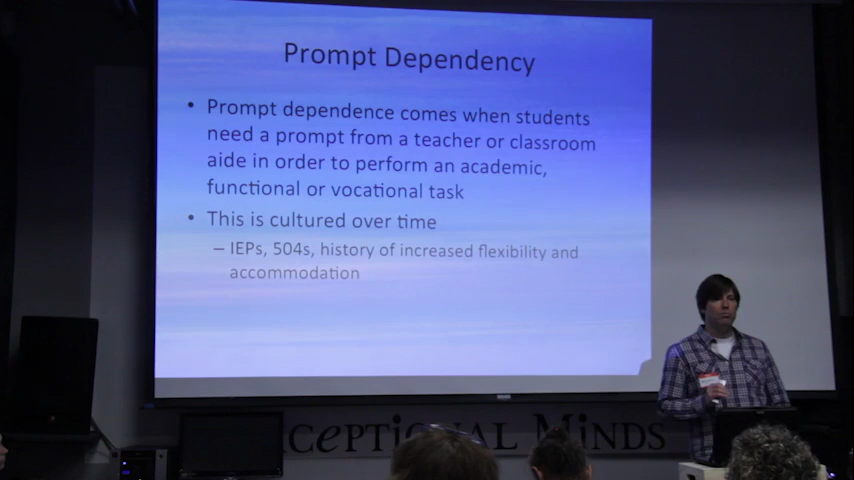 Prompt Dependency
• Prompt dependence comes when students
need a prompt from a teacher or classroom
aide in order to perform an academic,
functional or vocational task
• This is cultured over time
– IEPs, 504s, history of increased flexibility and
accommodation
MINDS